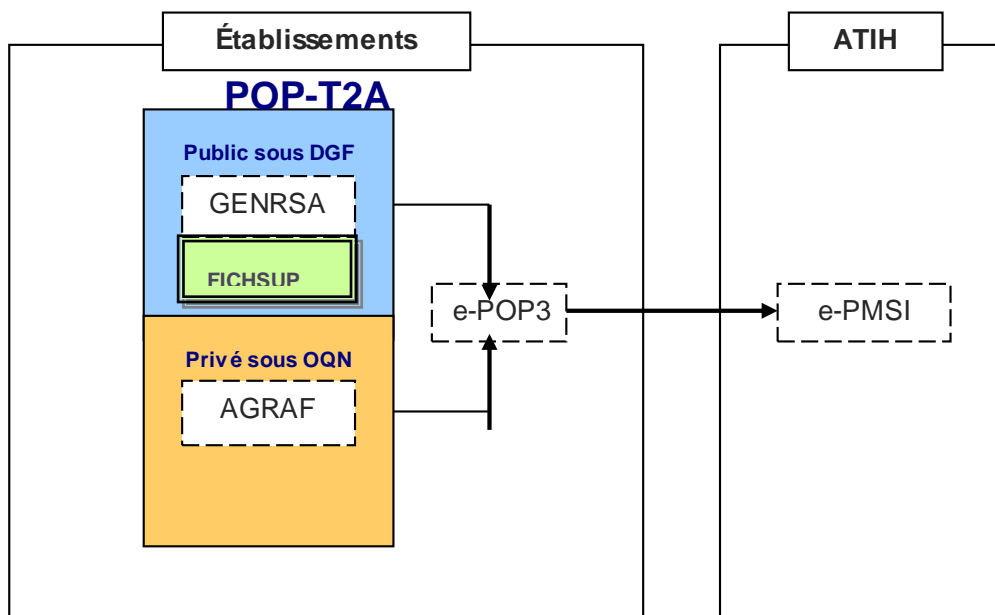 Établissements
ATIH
POP-T2A
Public sous DGF
GENRSA
FICHSUP
e-POP3
e-PMSI
Privé sous OQN
AGRAF